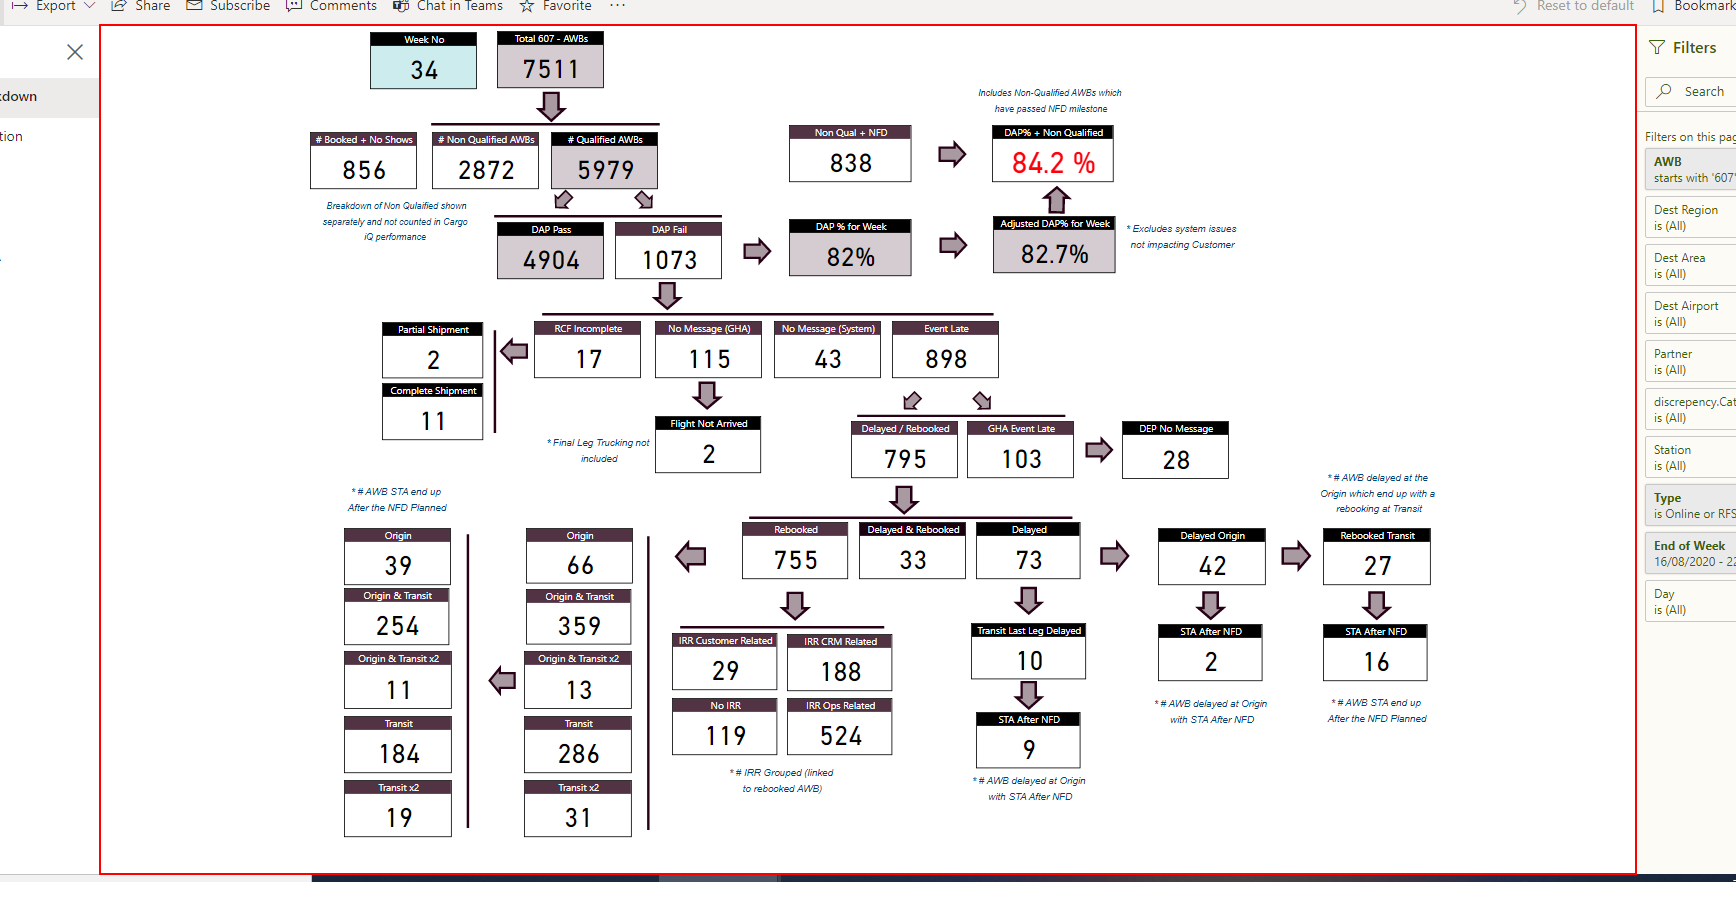 Export
Share
Subscribe
Comments
Chat in Teams
Favorite
Reset to default
Bookmark
Week No
34
Total 607 - AWBs
7511
Filters
down
tion
Search
Includes Non-Qualified AWBs which
have passed NFD milestone
# Booked + No Shows
856
# Non Qualified AWBs
2872
# Qualified AWBs
5979
Non Qual + NFD
838
DAP% + Non Qualified
84.2 %
Breakdown of Non Qulaified shown
separately and not counted in Cargo
iQ performance
DAP Pass
4904
DAP Fail
1073
DAP % for Week
82%
Adjusted DAP% for Week
82.7%
* Excludes system issues
not impacting Customer
Partial Shipment
2
Complete Shipment
11
RCF Incomplete
17
No Message (GHA)
115
No Message (System)
43
Event Late
898
* Final Leg Trucking not
included
Flight Not Arrived
2
Delayed / Rebooked
795
GHA Event Late
103
DEP No Message
28
* # AWB STA end up
After the NFD Planned
* # AWB delayed at the
Origin which end up with a
rebooking at Transit
Origin
39
Origin & Transit
254
Origin & Transit x2
11
Transit
184
Transit x2
19
Origin
66
Origin & Transit
359
Origin & Transit x2
13
Transit
286
Transit x2
31
Rebooked
755
Delayed & Rebooked
33
Delayed
73
Delayed Origin
42
Rebooked Transit
27
IRR Customer Related
29
IRR CRM Related
188
No IRR
119
IRR Ops Related
524
* # IRR Grouped (linked
to rebooked AWB)
Transit Last Leg Delayed
10
STA After NFD
9
* # AWB delayed at Origin
with STA After NFD
STA After NFD
2
* # AWB delayed at Origin
with STA After NFD
STA After NFD
16
* # AWB STA end up
After the NFD Planned
Filters on this pag
AWB
starts with '607'
Dest Region
is (All)
Dest Area
is (All)
Dest Airport
is (All)
Partner
is (All)
discrepency.Cat
is (All)
Station
is (All)
Type
is Online or RFS
End of Week
16/08/2020 - 22
Day
is (All)